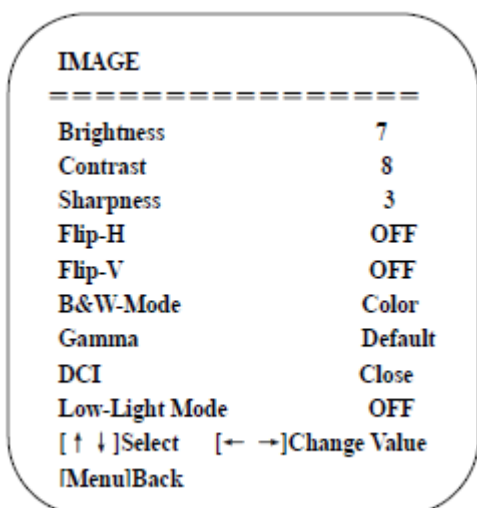 IMAGE
=================
Brightness 7
Contrast 8
Sharpness 3
Flip-H OFF
Flip-V OFF
B&W-Mode Color
Gamma Default
DCI Close
Low-Light Mode OFF
[↑ ↓]Select [← →]Change Value
[Menu]Back